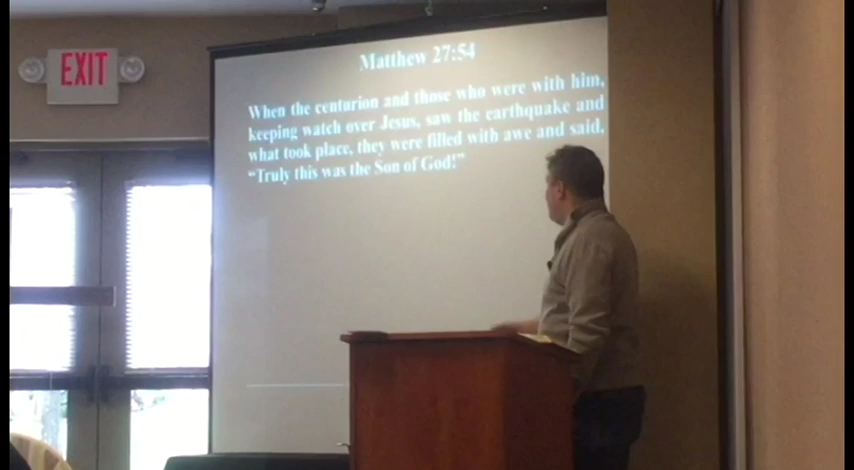 EXIT
Matthew 27:54
When the centurion and those who were with him,
keeping watch over Jesus, saw the earthquake and
what took place, they were filled with awe and said,
“Truly this was the Son of God!”